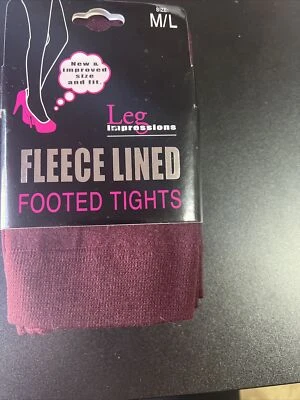 SIZE:
M/L
New &
improved
size
and fit.
Leg
Impressions
FLEECE LINED
FOOTED TIGHTS